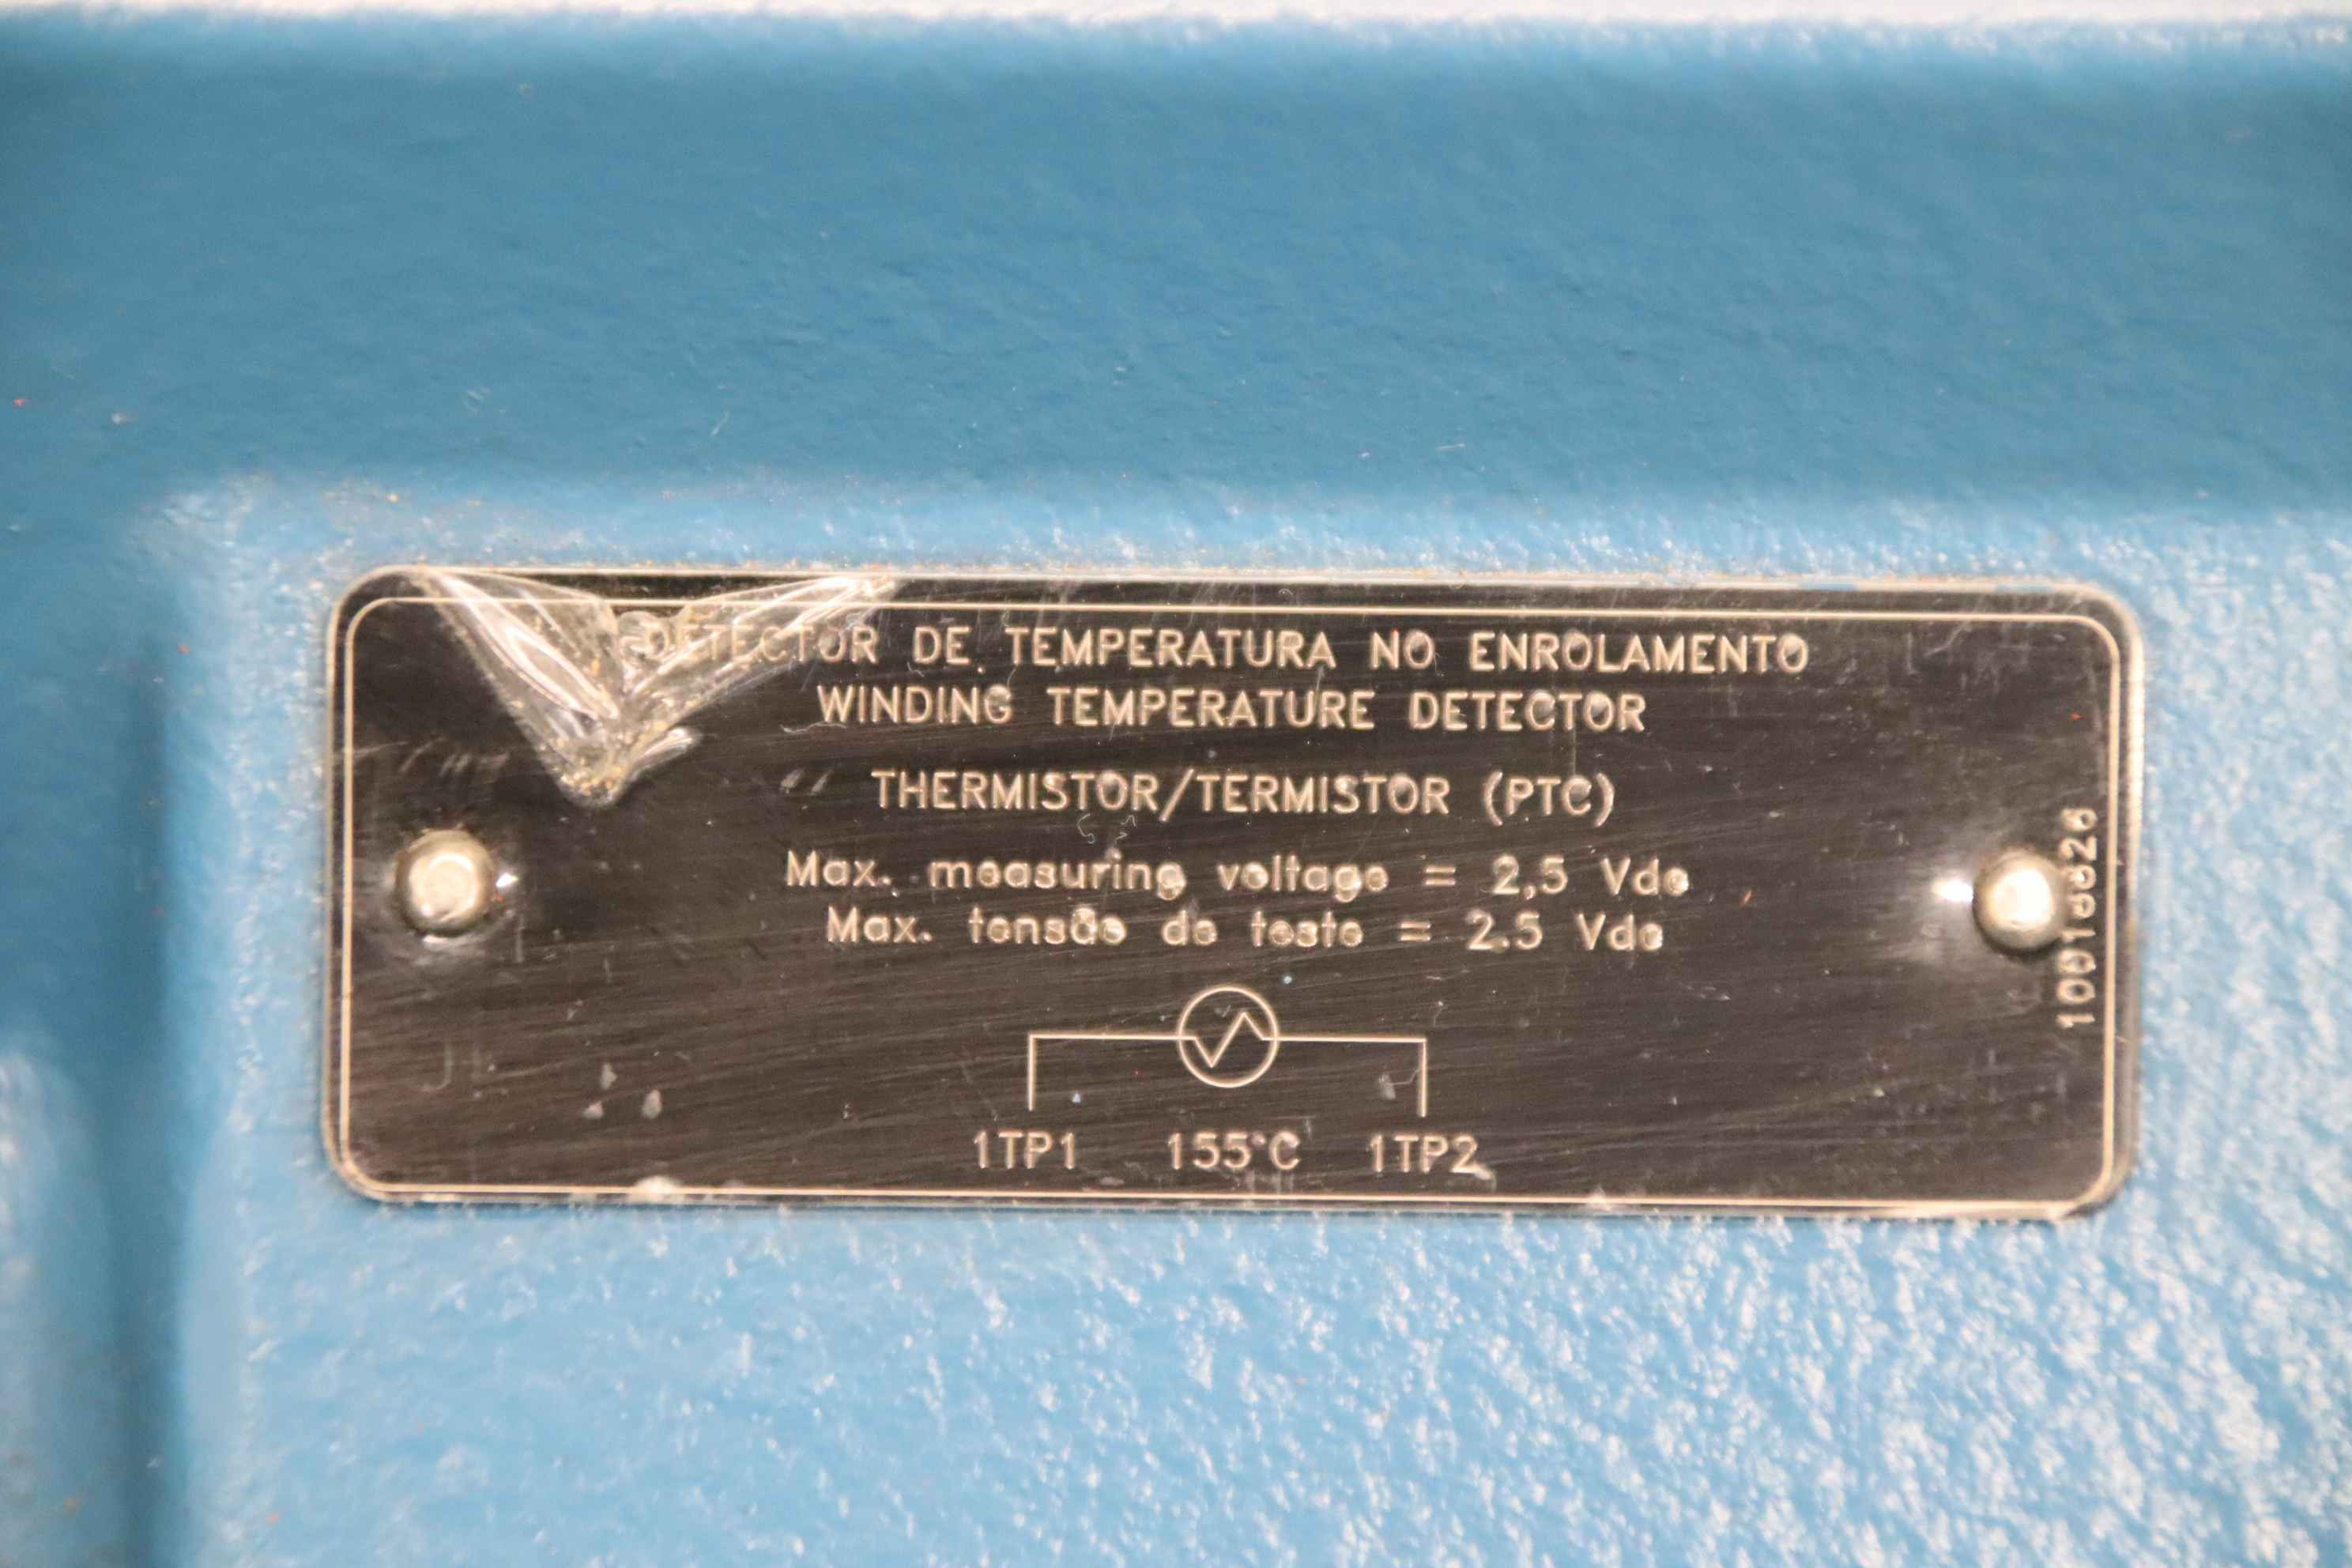 DETECTOR DE TEMPERATURA NO ENROLAMENTO
WINDING TEMPERATURE DETECTOR
THERMISTOR/TERMISTOR (PTC)
Max. measuring voltage = 2,5 Vdc
Max. tensão de teste = 2.5 Vdc
1TP1 155°C 1TP2
10018826